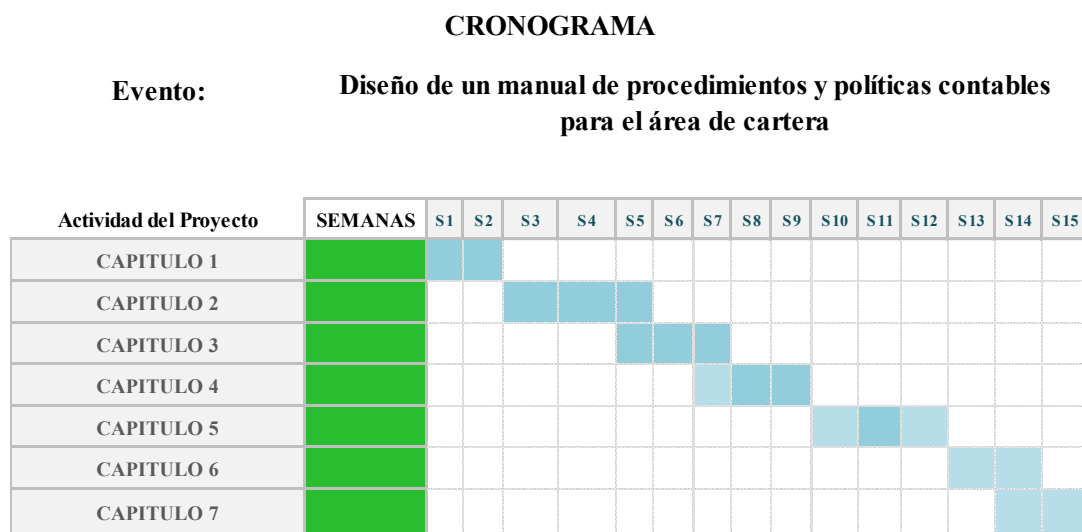 CRONOGRAMA
Evento: Diseño de un manual de procedimientos y políticas contables
para el área de cartera
Actividad del Proyecto SEMANAS S1 S2 S3 S4 S5 S6 S7 S8 S9 S10 S11 S12 S13 S14 S15
CAPITULO 1
CAPITULO 2
CAPITULO 3
CAPITULO 4
CAPITULO 5
CAPITULO 6
CAPITULO 7